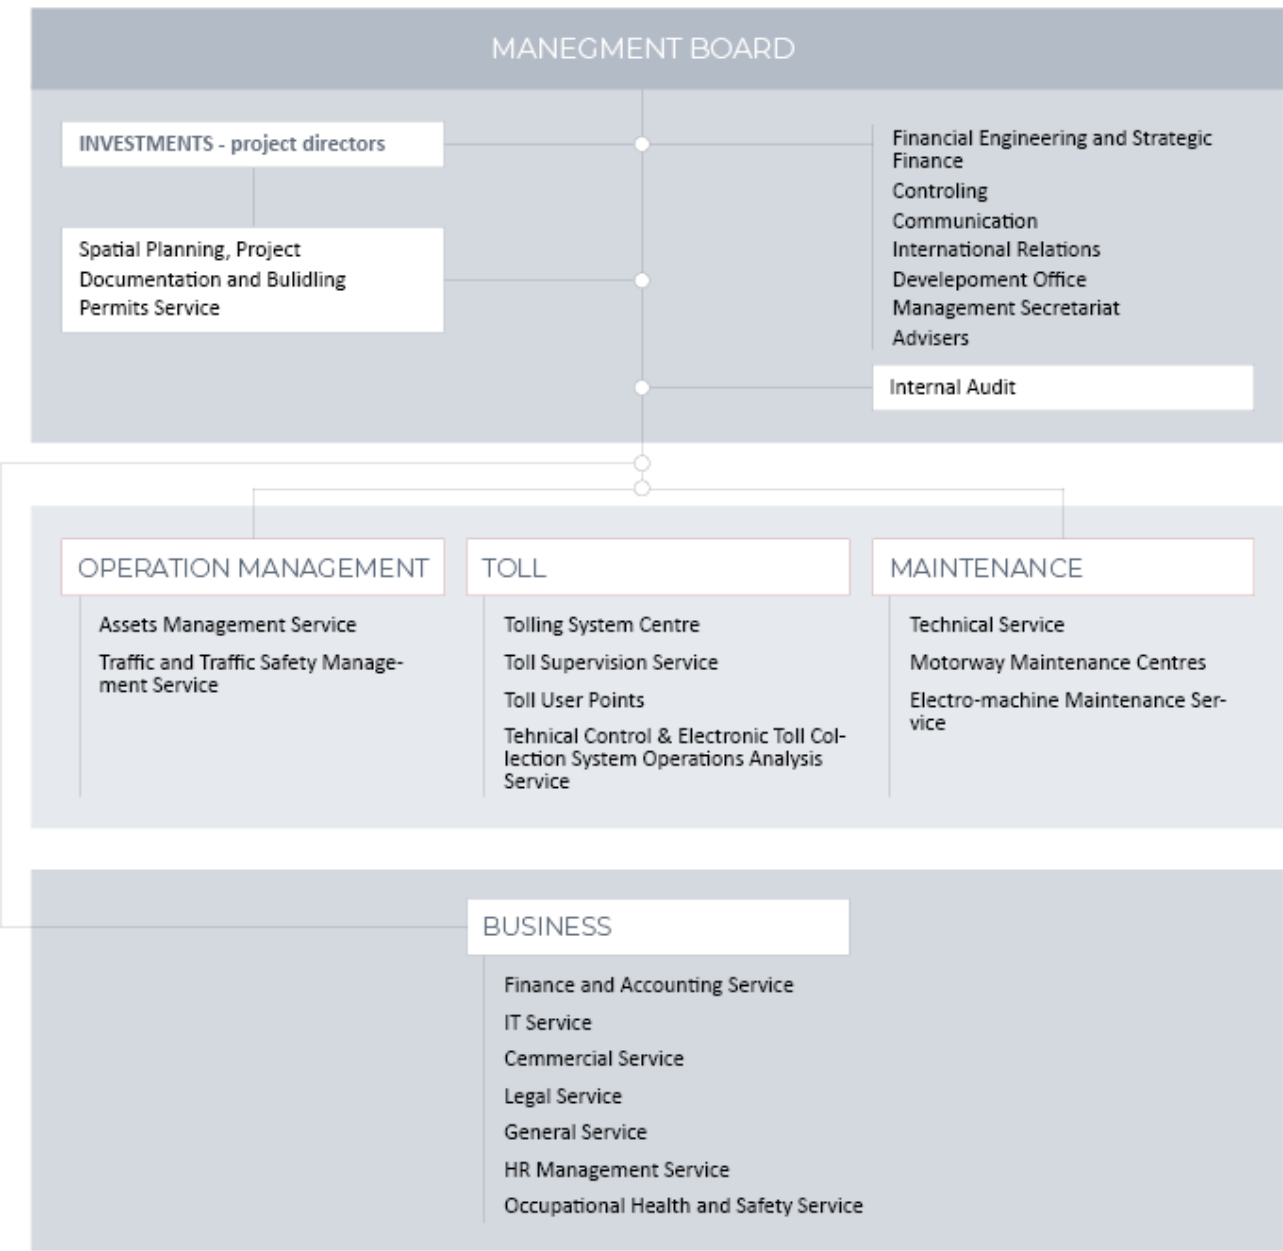 MANEGMENT BOARD
INVESTMENTS - project directors
Spatial Planning, Project
Documentation and Bulidling
Permits Service
Financial Engineering and Strategic
Finance
Controling
Communication
International Relations
Develepoment Office
Management Secretariat
Advisers
Internal Audit
OPERATION MANAGEMENT
Assets Management Service
Traffic and Traffic Safety Manage-
ment Service
TOLL
Tolling System Centre
Toll Supervision Service
Toll User Points
Tehnical Control & Electronic Toll Col-
lection System Operations Analysis
Service
MAINTENANCE
Technical Service
Motorway Maintenance Centres
Electro-machine Maintenance Ser-
vice
BUSINESS
Finance and Accounting Service
IT Service
Cemmercial Service
Legal Service
General Service
HR Management Service
Occupational Health and Safety Service